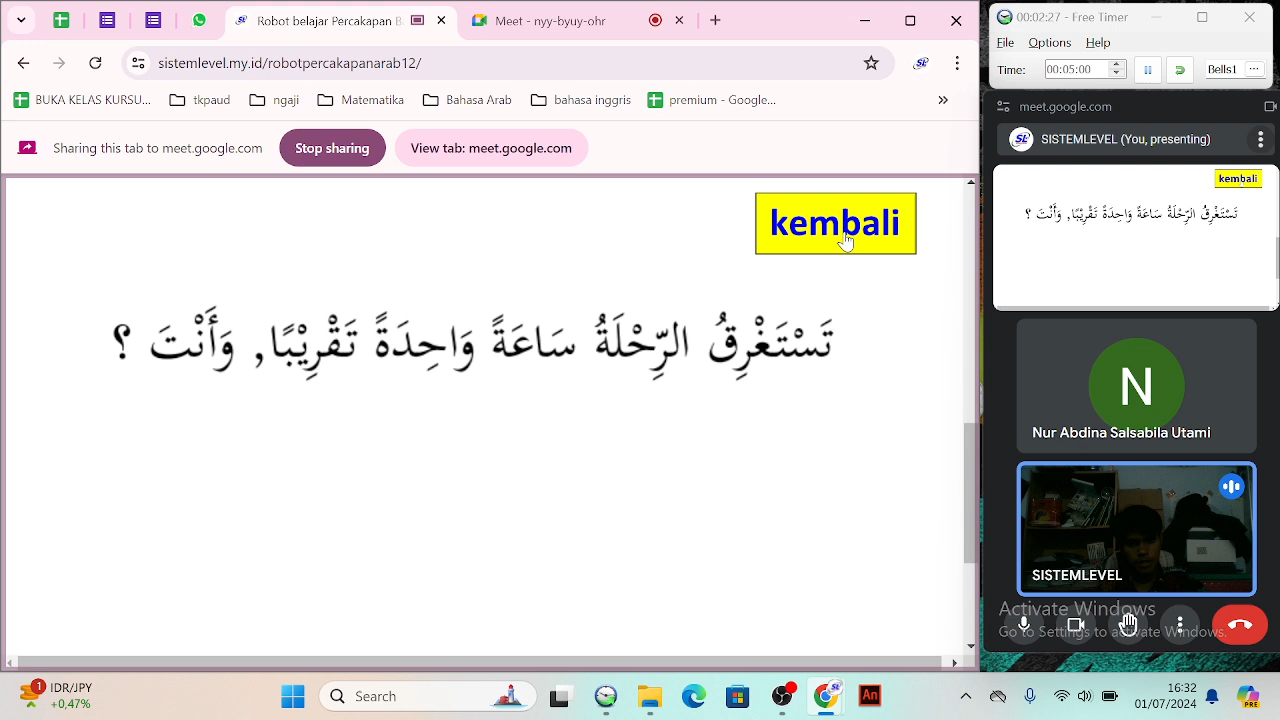 Robot Belajar Percakapan B
Meet - nyy-byuy-ohr
00:02:27 - Free Timer
File Options Help
Time: 00:05:00 Bells1 ...
sistemlevel.my.id/robotpercakapanarab12/
BUKA KELAS KURSU...
tkpaud
ngaji
Matematika
Bahasa Arab
bahasa inggris
premium - Google...
Sharing this tab to meet.google.com
Stop sharing
View tab: meet.google.com
kembali
تَسْتَغْرِقُ الرِّحْلَةُ سَاعَةً وَاحِدَةً تَقْرِيْبًا, وَأَنْتَ ؟
meet.google.com
SISTEMLEVEL (You, presenting)
kembali
تَسْتَغْرِقُ الرِّحْلَةُ سَاعَةً وَاحِدَةً تَقْرِيْبًا, وَأَنْتَ ؟
N
Nur Abdina Salsabila Utami
SISTEMLEVEL
Activate Windows
Go to Settings to activate Windows.
1
IDR/JPY
+0,47%
Search
An
16:32
01/07/2024
PRE